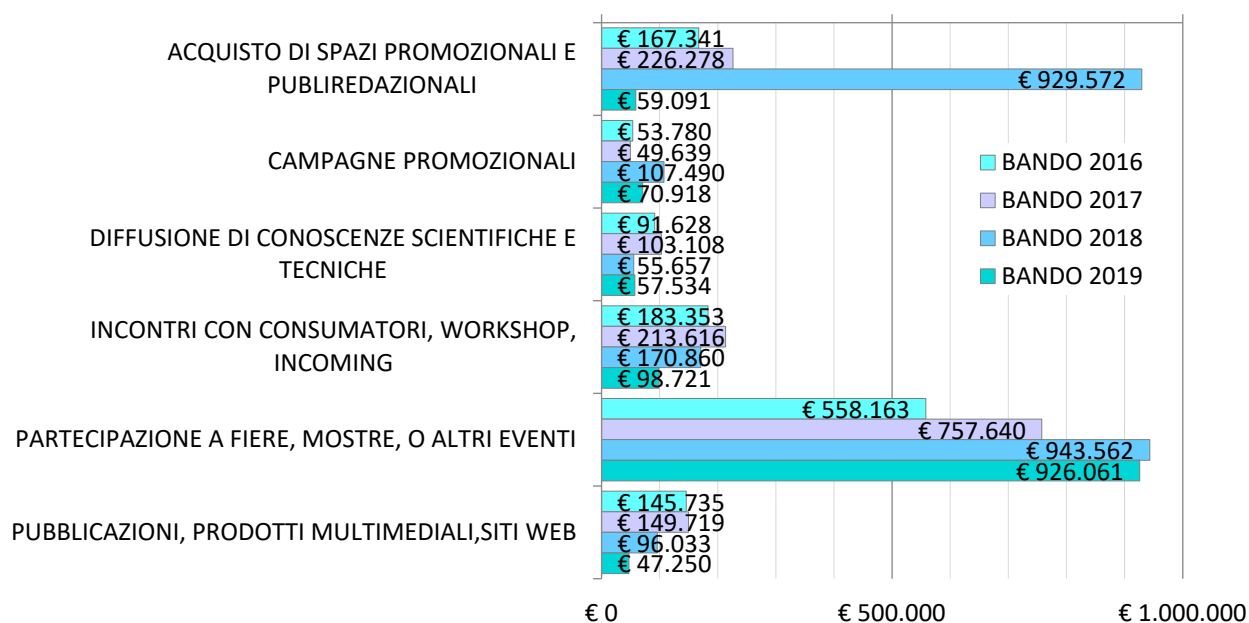 ACQUISTO DI SPAZI PROMOZIONALI E
PUBLIREDAZIONALI
€ 167.341
€ 226.278
€ 929.572
€ 59.091
CAMPAGNE PROMOZIONALI
€ 53.780
€ 49.639
€ 107.490
€ 70.918
DIFFUSIONE DI CONOSCENZE SCIENTIFICHE E
TECNICHE
€ 91.628
€ 103.108
€ 55.657
€ 57.534
INCONTRI CON CONSUMATORI, WORKSHOP,
INCOMING
€ 183.353
€ 213.616
€ 170.860
€ 98.721
PARTECIPAZIONE A FIERE, MOSTRE, O ALTRI EVENTI
€ 558.163
€ 757.640
€ 943.562
€ 926.061
PUBBLICAZIONI, PRODOTTI MULTIMEDIALI,SITI WEB
€ 145.735
€ 149.719
€ 96.033
€ 47.250
BANDO 2016
BANDO 2017
BANDO 2018
BANDO 2019
€ 0
€ 500.000
€ 1.000.000